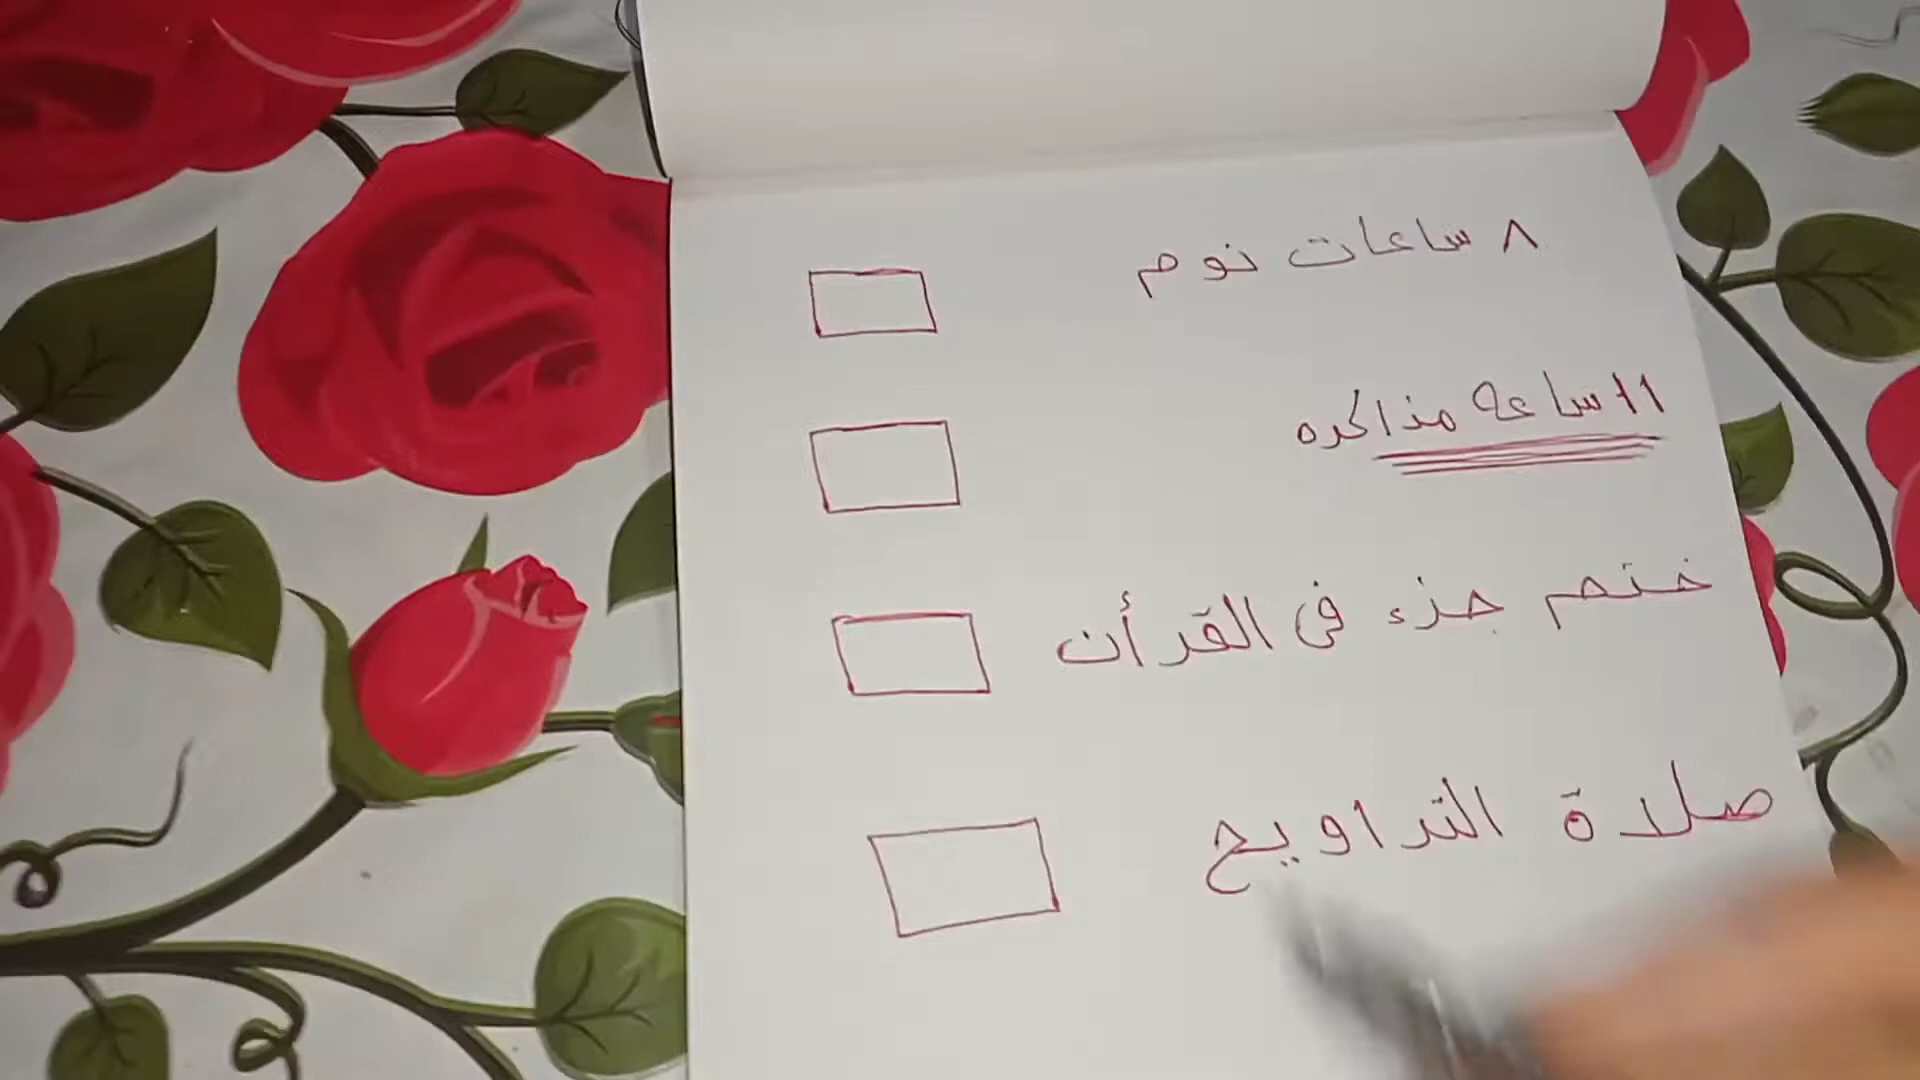 ٨ ساعات نوم
١١ ساعه مذاكره
ختم جزء فى القرأن
صلاة التراويح